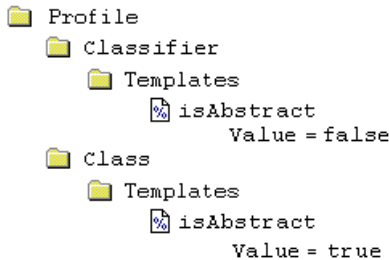 Profile
Classifier
Templates
isAbstract
Value = false
Class
Templates
isAbstract
Value = true